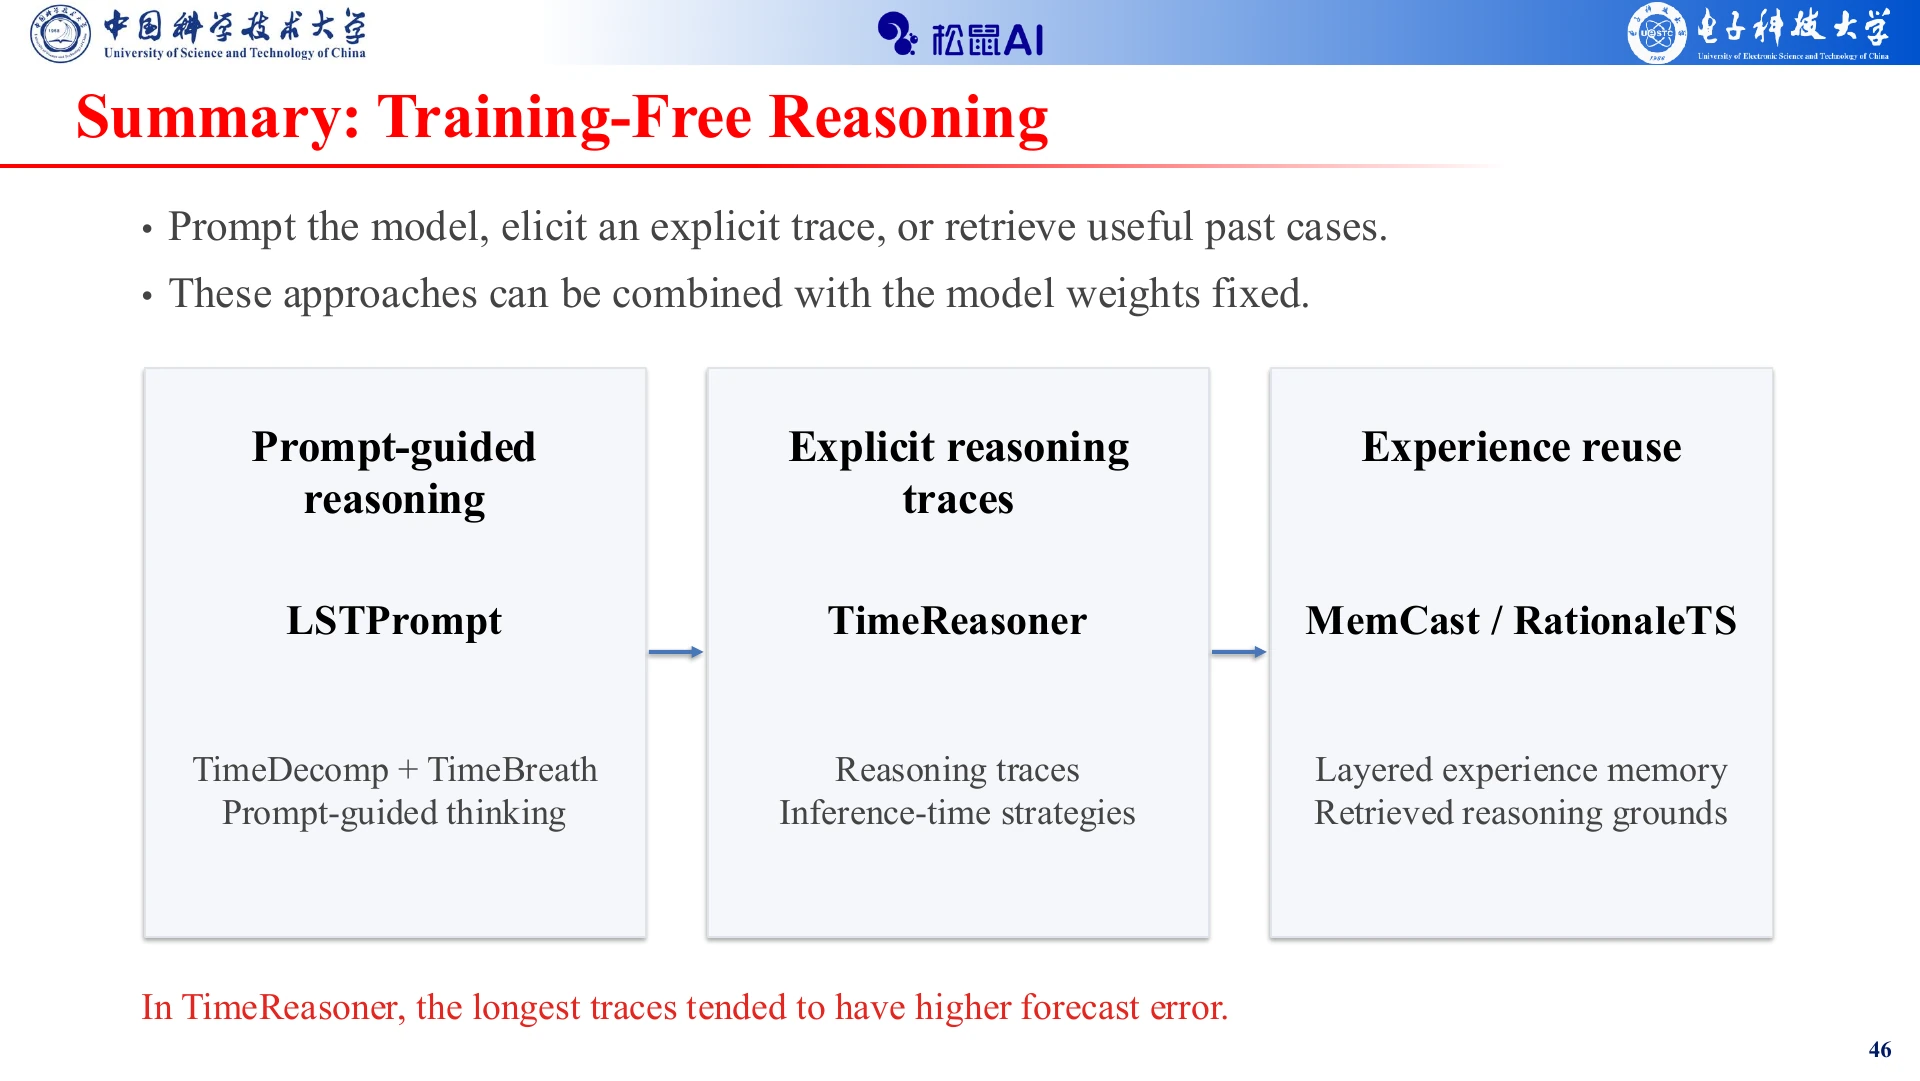 中国科学技术大学
University of Science and Technology of China
松鼠AI
电子科技大学
University of Electronic Science and Technology of China
Summary: Training-Free Reasoning
• Prompt the model, elicit an explicit trace, or retrieve useful past cases.
• These approaches can be combined with the model weights fixed.
Prompt-guided
reasoning
LSTPrompt
TimeDecomp + TimeBreath
Prompt-guided thinking
Explicit reasoning
traces
TimeReasoner
Reasoning traces
Inference-time strategies
Experience reuse
MemCast / RationaleTS
Layered experience memory
Retrieved reasoning grounds
In TimeReasoner, the longest traces tended to have higher forecast error.
46